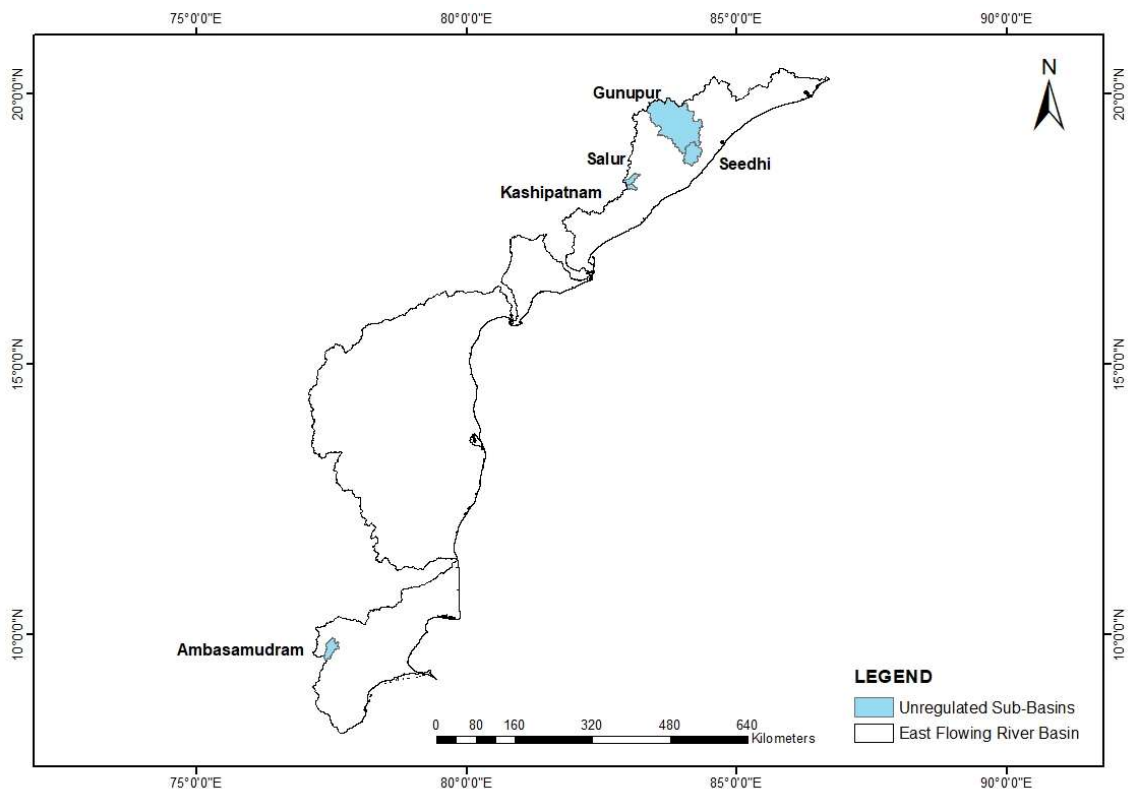 75°0'0"E 80°0'0"E 85°0'0"E 90°0'0"E
20°0'0"N 20°0'0"N
N
Gunupur
Salur
Seedhi
Kashipatnam
15°0'0"N 15°0'0"N
10°0'0"N 10°0'0"N
Ambasamudram
LEGEND
Unregulated Sub-Basins
East Flowing River Basin
0 80 160 320 480 640
Kilometers
75°0'0"E 80°0'0"E 85°0'0"E 90°0'0"E